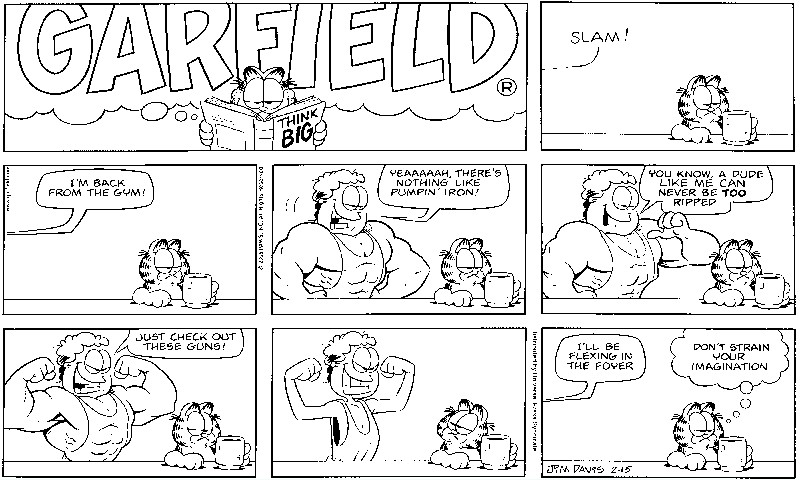 GARFIELD
®
THINK
BIG
SLAM!
I'M BACK
FROM THE GYM!
YEAAAAAH, THERE'S
NOTHING LIKE
PUMPIN' IRON!
YOU KNOW, A DUDE
LIKE ME CAN
NEVER BE TOO
RIPPED
JUST CHECK OUT
THESE GUNS!
I'LL BE
FLEXING IN
THE FOYER
DON'T STRAIN
YOUR
IMAGINATION
JIM DAVIS 2-15